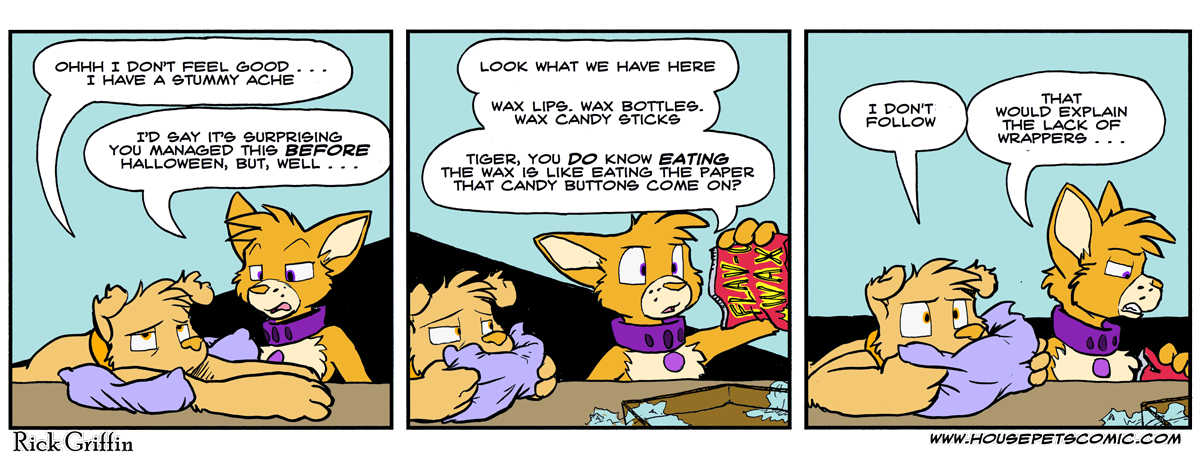 OHHH I DON'T FEEL GOOD . . .
I HAVE A STUMMY ACHE
I'D SAY IT'S SURPRISING
YOU MANAGED THIS BEFORE
HALLOWEEN, BUT, WELL . . .
LOOK WHAT WE HAVE HERE
WAX LIPS. WAX BOTTLES.
WAX CANDY STICKS
TIGER, YOU DO KNOW EATING
THE WAX IS LIKE EATING THE PAPER
THAT CANDY BUTTONS COME ON?
FLAV-O
WAX
I DON'T
FOLLOW
THAT
WOULD EXPLAIN
THE LACK OF
WRAPPERS . . .
Rick Griffin
WWW.HOUSEPETSCOMIC.COM